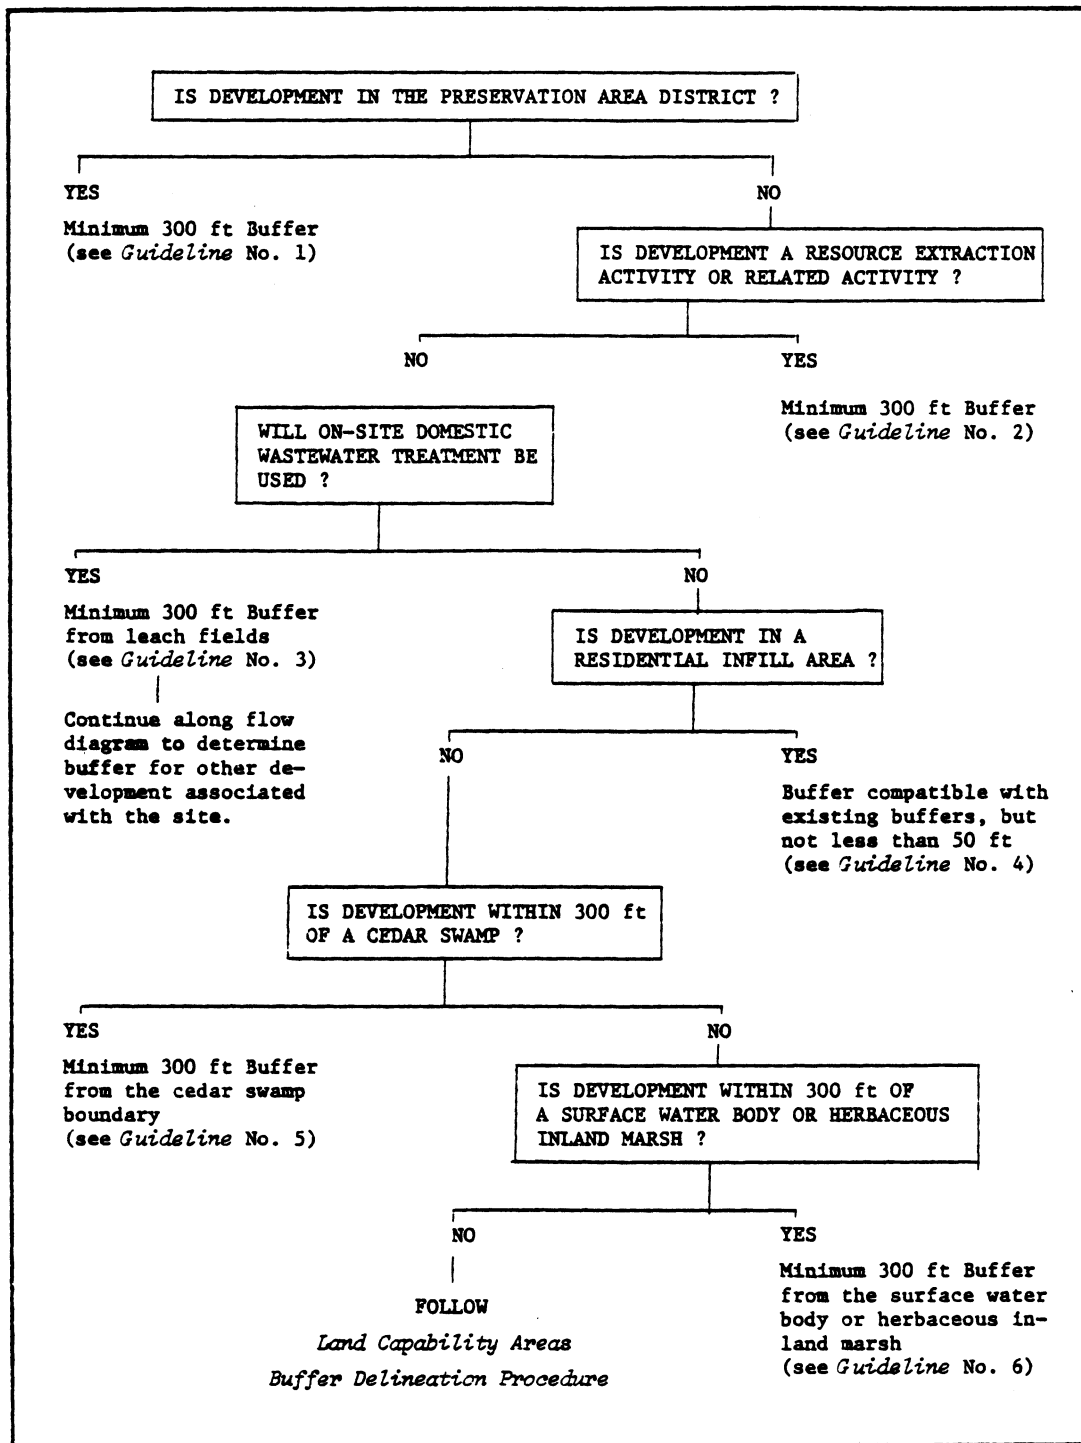 IS DEVELOPMENT IN THE PRESERVATION AREA DISTRICT ?
YES
Minimum 300 ft Buffer
(see Guideline No. 1)
NO
IS DEVELOPMENT A RESOURCE EXTRACTION
ACTIVITY OR RELATED ACTIVITY ?
NO
YES
Minimum 300 ft Buffer
(see Guideline No. 2)
WILL ON-SITE DOMESTIC
WASTEWATER TREATMENT BE
USED ?
YES
Minimum 300 ft Buffer
from leach fields
(see Guideline No. 3)
Continue along flow
diagram to determine
buffer for other de-
velopment associated
with the site.
NO
IS DEVELOPMENT IN A
RESIDENTIAL INFILL AREA ?
NO
YES
Buffer compatible with
existing buffers, but
not less than 50 ft
(see Guideline No. 4)
IS DEVELOPMENT WITHIN 300 ft
OF A CEDAR SWAMP ?
YES
Minimum 300 ft Buffer
from the cedar swamp
boundary
(see Guideline No. 5)
NO
IS DEVELOPMENT WITHIN 300 ft OF
A SURFACE WATER BODY OR HERBACEOUS
INLAND MARSH ?
NO
FOLLOW
Land Capability Areas
Buffer Delineation Procedure
YES
Minimum 300 ft Buffer
from the surface water
body or herbaceous in-
land marsh
(see Guideline No. 6)